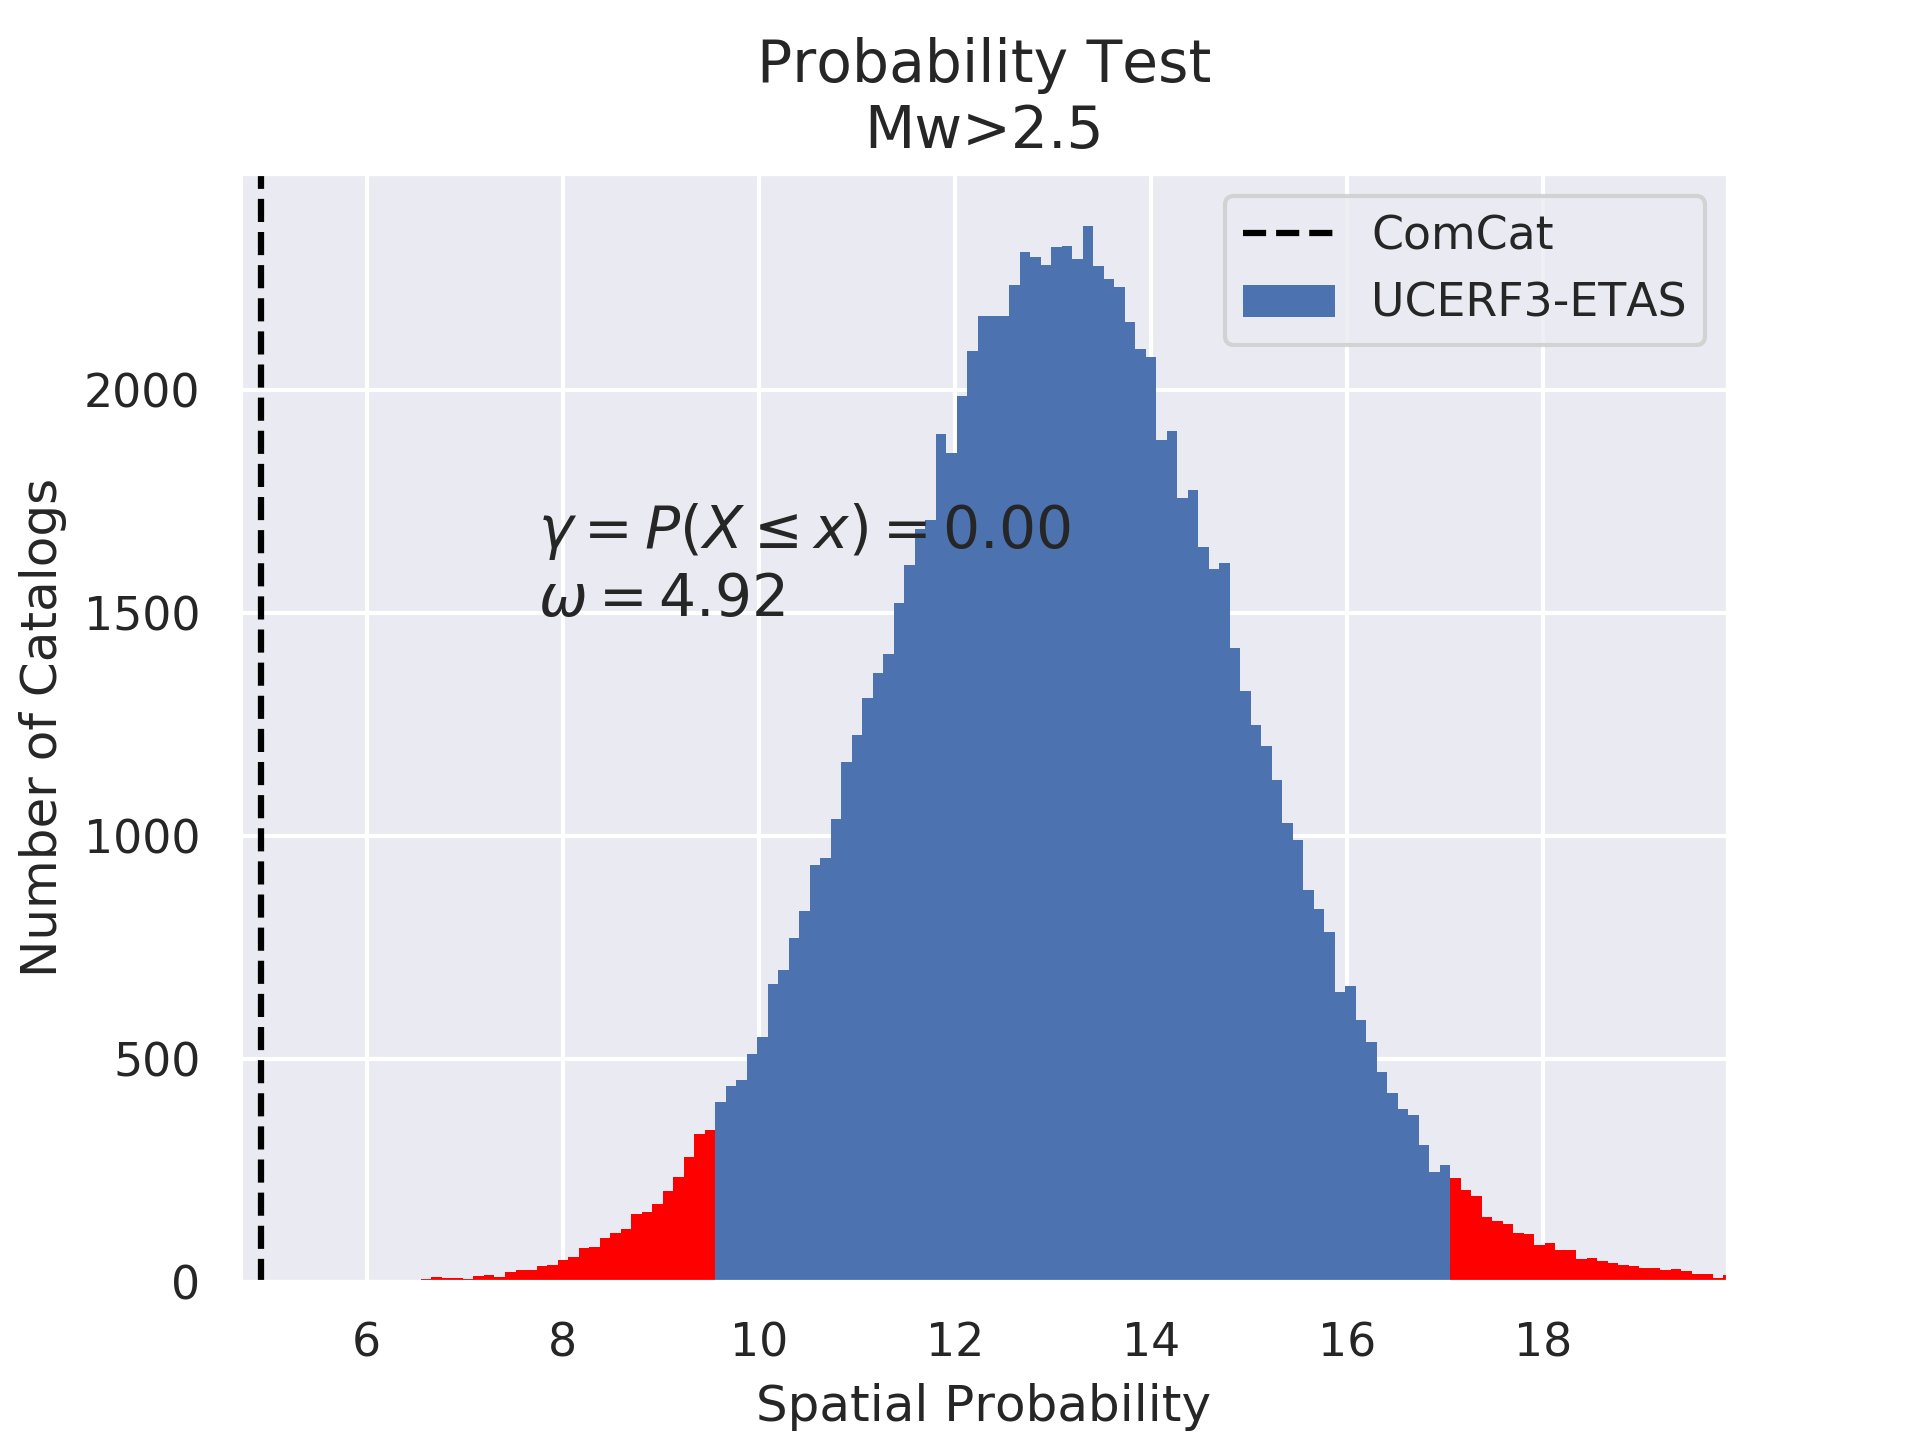 Probability Test
Mw>2.5
ComCat
UCERF3-ETAS
γ = P(X ≤ x) = 0.00
ω = 4.92
Number of Catalogs
2000
1500
1000
500
0
6 8 10 12 14 16 18
Spatial Probability